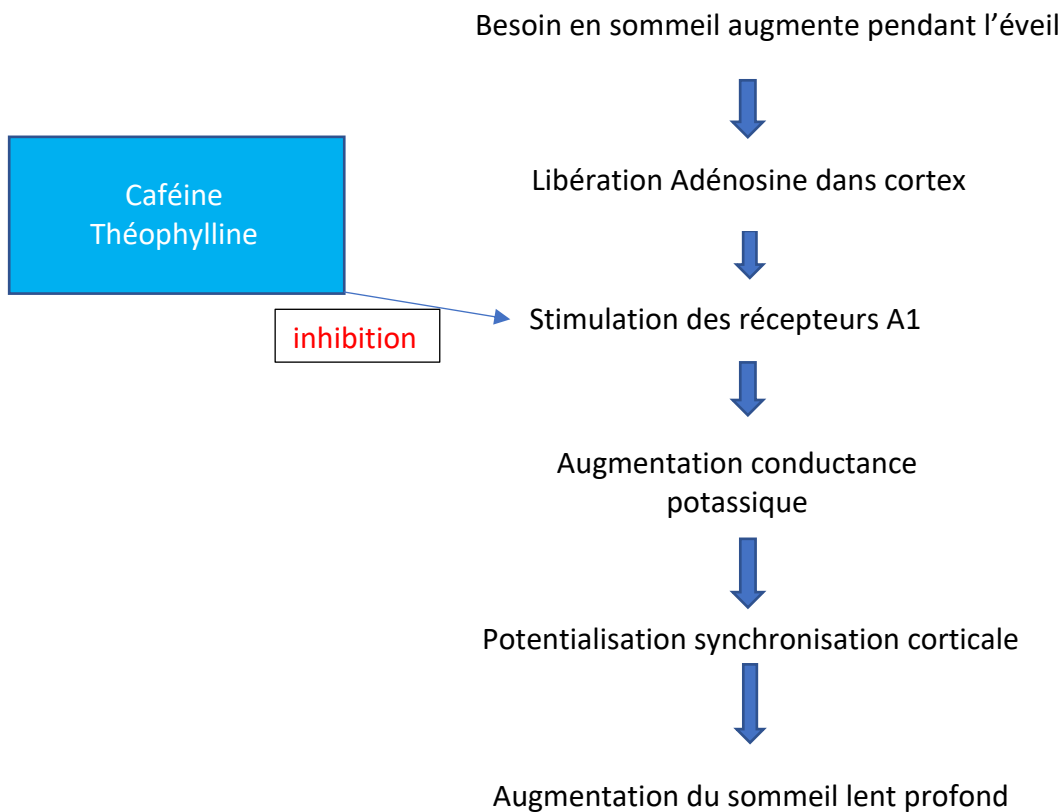 Besoin en sommeil augmente pendant l’éveil
Caféine
Théophylline
Libération Adénosine dans cortex
inhibition
Stimulation des récepteurs A1
Augmentation conductance
potassique
Potentialisation synchronisation corticale
Augmentation du sommeil lent profond